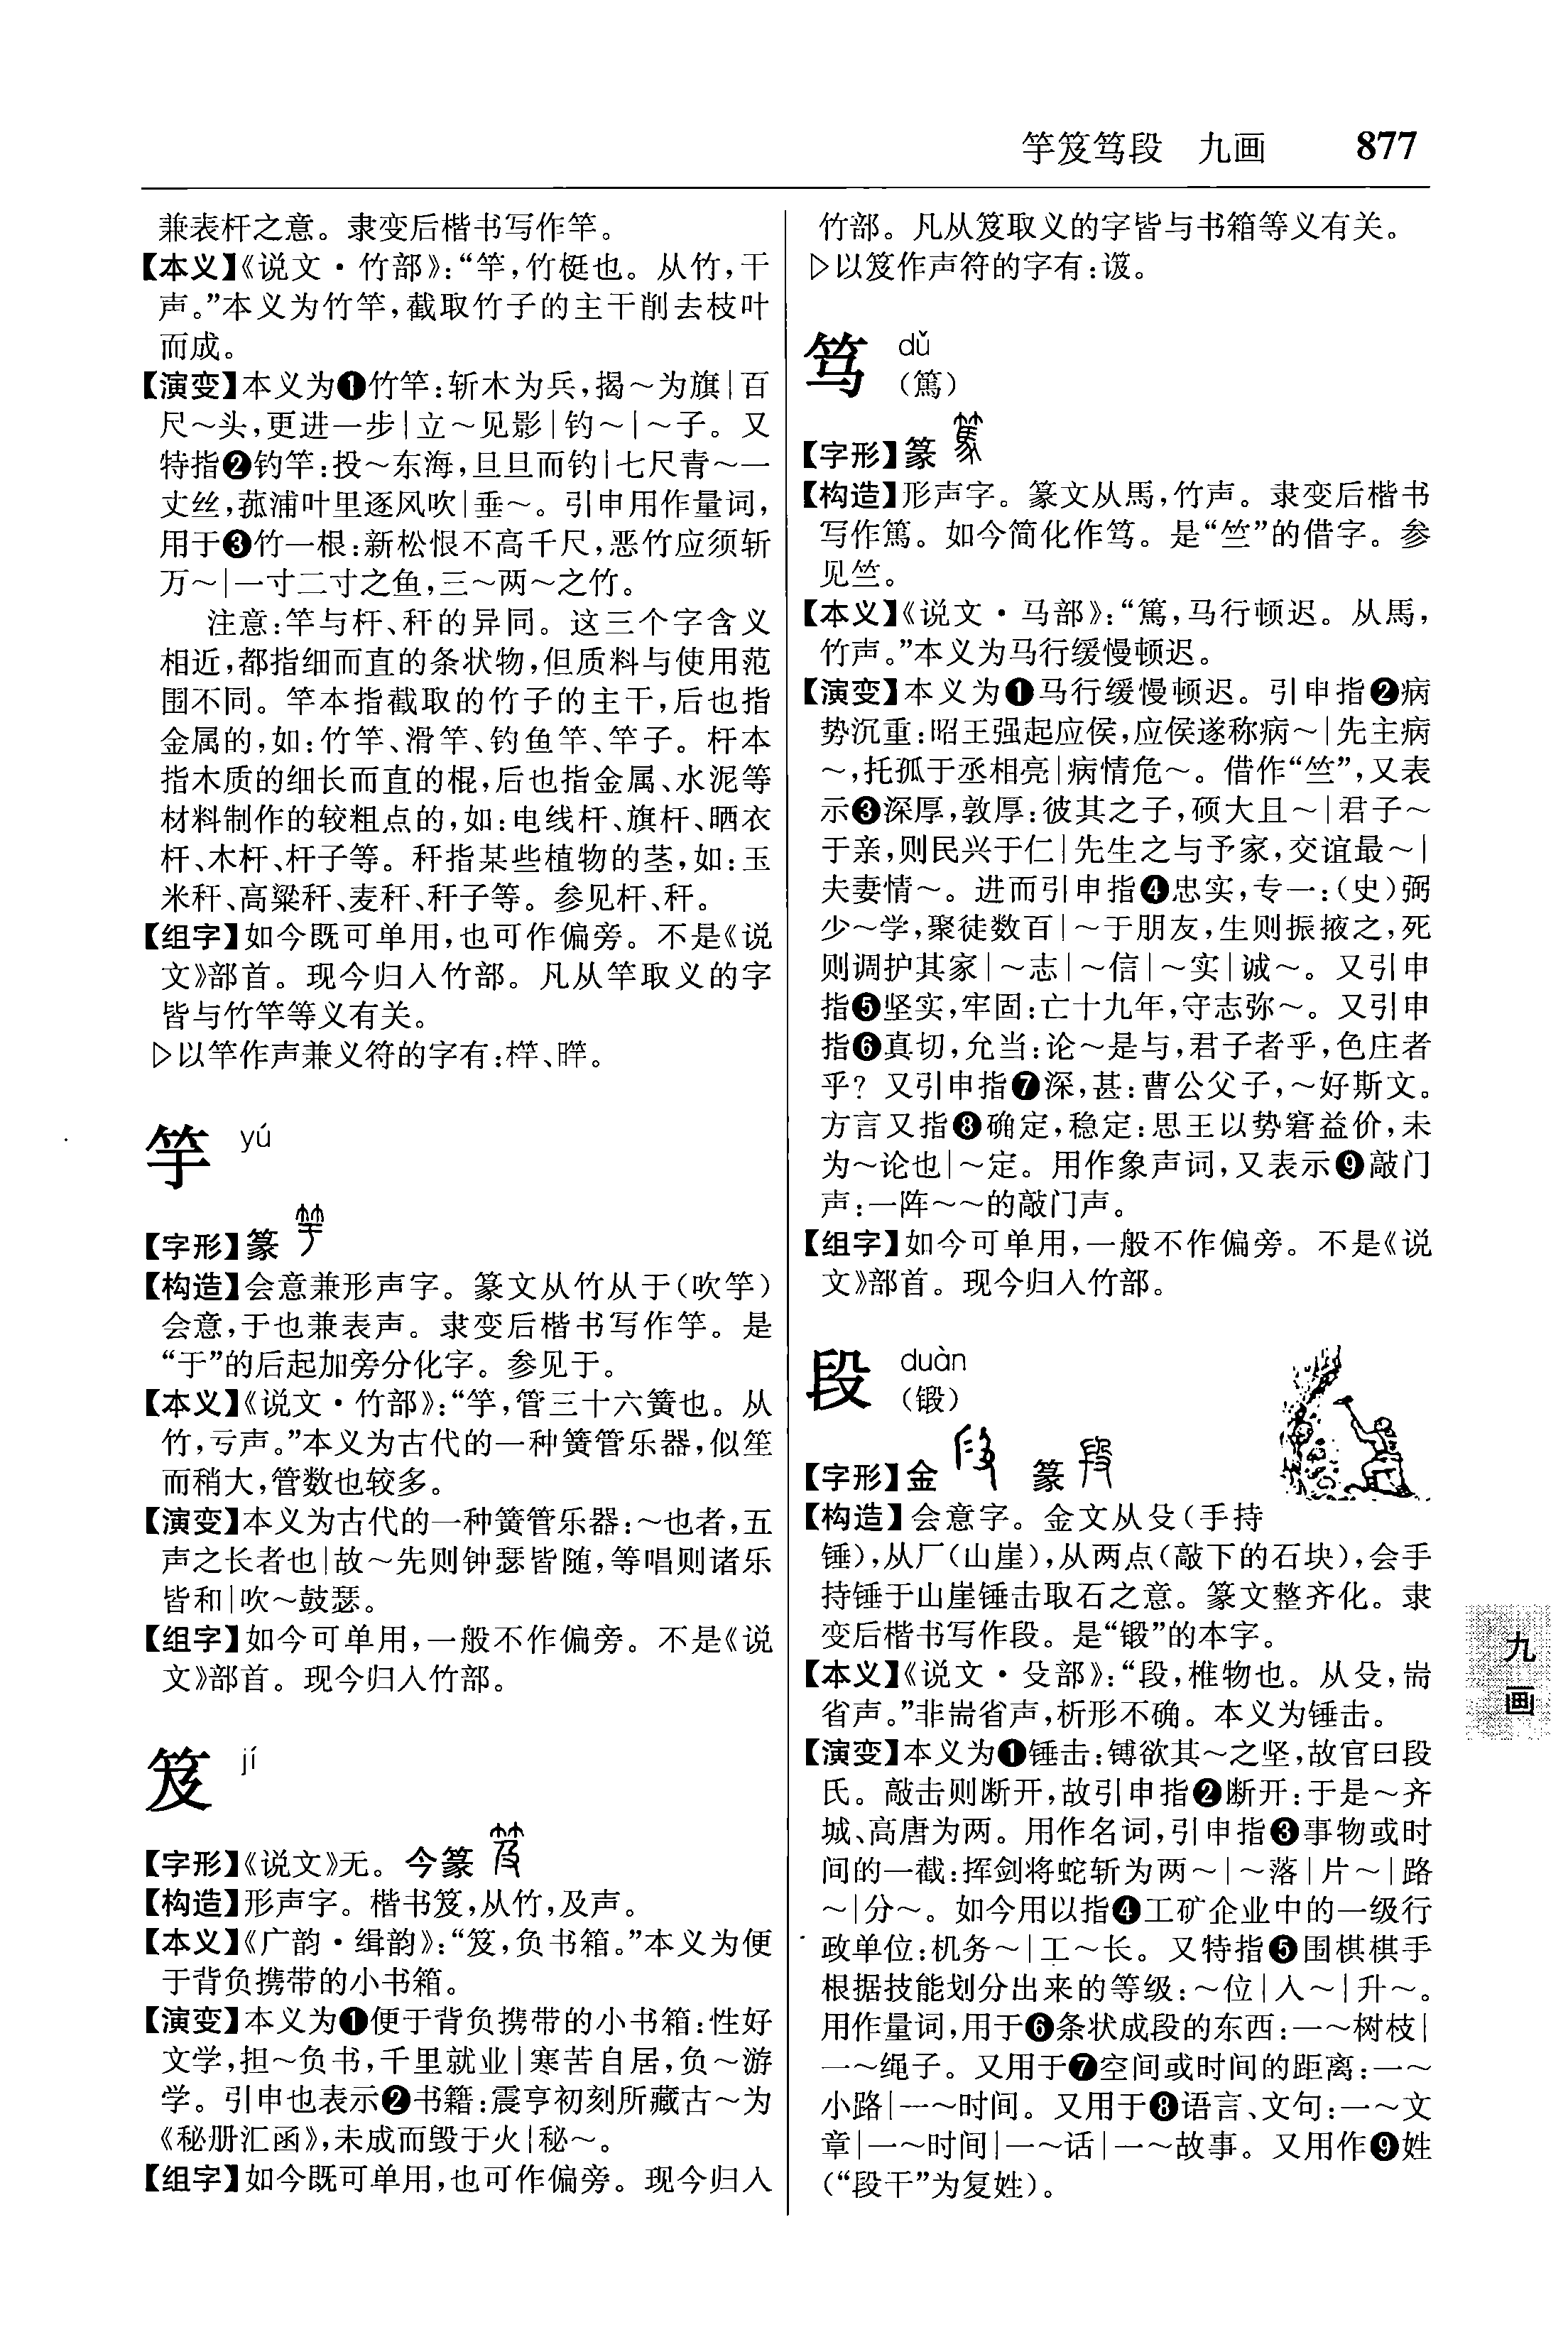 竽笈笃段　九画　877
兼表杆之意。隶变后楷书写作竿。
【本义】《说文·竹部》：“竿，竹梃也。从竹，干
声。”本义为竹竿，截取竹子的主干削去枝叶
而成。
【演变】本义为❶竹竿：斩木为兵，揭～为旗|百
尺～头，更进一步|立～见影|钓～|～子。又
特指❷钓竿：投～东海，旦旦而钓|七尺青～一
丈丝，菰浦叶里逐风吹|垂～。引申用作量词，
用于❸竹一根：新松恨不高千尺，恶竹应须斩
万～|一寸二寸之鱼，三～两～之竹。
注意：竿与杆、秆的异同。这三个字含义
相近，都指细而直的条状物，但质料与使用范
围不同。竿本指截取的竹子的主干，后也指
金属的，如：竹竿、滑竿、钓鱼竿、竿子。杆本
指木质的细长而直的棍，后也指金属、水泥等
材料制作的较粗点的，如：电线杆、旗杆、晒衣
杆、木杆、杆子等。秆指某些植物的茎，如：玉
米秆、高粱秆、麦秆、秆子等。参见杆、秆。
【组字】如今既可单用，也可作偏旁。不是《说
文》部首。现今归入竹部。凡从竿取义的字
皆与竹竿等义有关。
▷以竿作声兼义符的字有：
竽 yú
【字形】篆
【构造】会意兼形声字。篆文从竹从于（吹竽）
会意，于也兼表声。隶变后楷书写作竽。是
“于”的后起加旁分化字。参见于。
【本义】《说文·竹部》：“竽，管三十六簧也。从
竹，亏声。”本义为古代的一种簧管乐器，似笙
而稍大，管数也较多。
【演变】本义为古代的一种簧管乐器：～也者，五
声之长者也|故～先则钟瑟皆随，竽唱则诸乐
皆和|吹～鼓瑟。
【组字】如今可单用，一般不作偏旁。不是《说
文》部首。现今归入竹部。
笈 jí
【字形】《说文》无。今篆
【构造】形声字。楷书笈，从竹，及声。
【本义】《广韵·缉韵》：“笈，负书箱。”本义为便
于背负携带的小书箱。
【演变】本义为❶便于背负携带的小书箱：性好
文学，担～负书，千里就业|寒苦自居，负～游
学。引申也表示❷书籍：震亨初刻所藏古～为
《秘册汇函》，未成而毁于火|秘～。
【组字】如今既可单用，也可作偏旁。现今归入
竹部。凡从笈取义的字皆与书箱等义有关。
▷以笈作声符的字有：
笃 dǔ
（篤）
【字形】篆
【构造】形声字。篆文从馬，竹声。隶变后楷书
写作篤。如今简化作笃。是“竺”的借字。参
见竺。
【本义】《说文·马部》：“篤，马行顿迟。从馬，
竹声。”本义为马行缓慢顿迟。
【演变】本义为❶马行缓慢顿迟。引申指❷病
势沉重：昭王强起应侯，应侯遂称病～|先主病
～，托孤于丞相亮|病情危～。借作“竺”，又表
示❸深厚，敦厚：彼其之子，硕大且～|君子～
于亲，则民兴于仁|先生之与予家，交谊最～|
夫妻情～。进而引申指❹忠实，专一：（史）弼
少～学，聚徒数百|～于朋友，生则振掖之，死
则调护其家|～志|～信|～实|诚～。又引申
指❺坚实，牢固：亡十九年，守志弥～。又引申
指❻真切，允当：论～是与，君子者乎，色庄者
乎？又引申指❼深，甚：曹公父子，～好斯文。
方言又指❽确定，稳定：思王以势窘益价，未
为～论也|～定。用作象声词，又表示❾敲门
声：一阵～～的敲门声。
【组字】如今可单用，一般不作偏旁。不是《说
文》部首。现今归入竹部。
段 duàn
（锻）
【字形】金　篆
【构造】会意字。金文从殳（手持
锤），从厂（山崖），从两点（敲下的石块），会手
持锤于山崖锤击取石之意。篆文整齐化。隶
变后楷书写作段。是“锻”的本字。
【本义】《说文·殳部》：“段，椎物也。从殳，耑
省声。”非耑省声，析形不确。本义为锤击。
【演变】本义为❶锤击：镈欲其～之坚，故官曰段
氏。敲击则断开，故引申指❷断开：于是～齐
城、高唐为两。用作名词，引申指❸事物或时
间的一截：挥剑将蛇斩为两～|～落|片～|路
～|分～。如今用以指❹工矿企业中的一级行
政单位：机务～|工～长。又特指❺围棋棋手
根据技能划分出来的等级：～位|入～|升～。
用作量词，用于❻条状成段的东西：一～树枝|
一～绳子。又用于❼空间或时间的距离：一～
小路|一～时间。又用于❽语言、文句：一～文
章|一～时间|一～话|一～故事。又用作❾姓
（“段干”为复姓）。
九
画